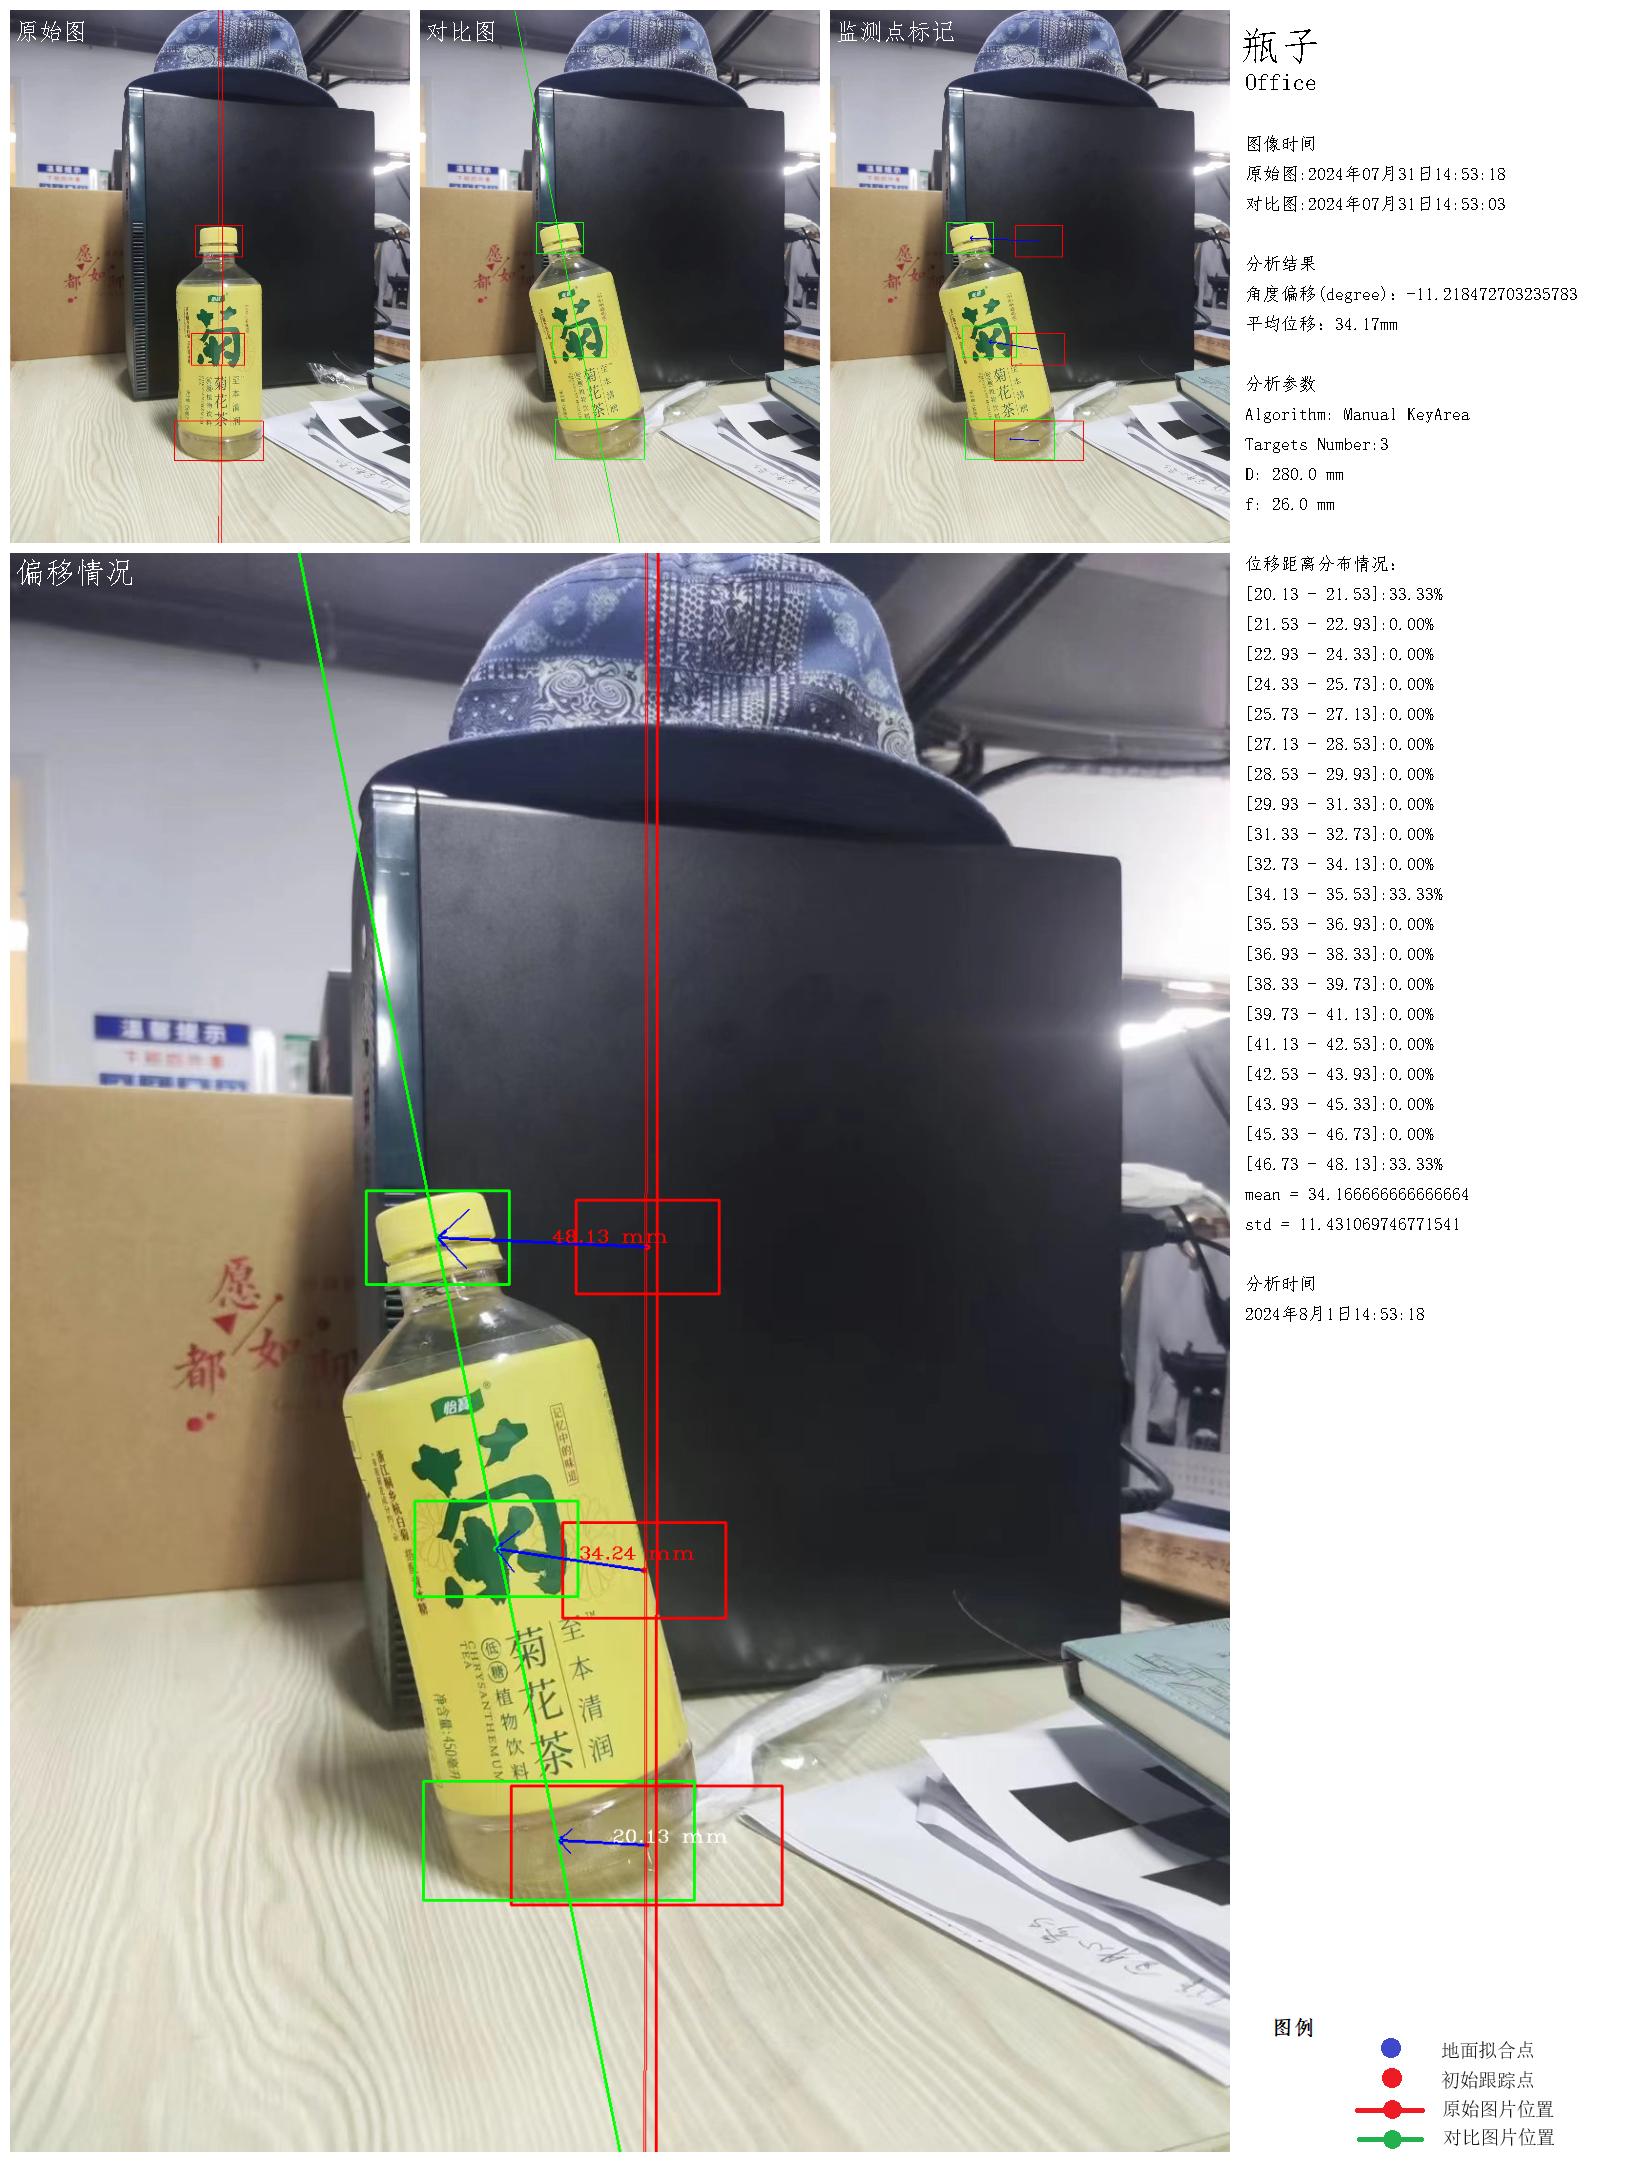 原始图
对比图
监测点标记
瓶子
Office
图像时间
原始图:2024年07月31日14:53:18
对比图:2024年07月31日14:53:03
分析结果
角度偏移(degree): -11.218472703235783
平均位移: 34.17mm
分析参数
Algorithm: Manual KeyArea
Targets Number:3
D: 280.0 mm
f: 26.0 mm
位移距离分布情况:
[20.13 - 21.53]:33.33%
[21.53 - 22.93]:0.00%
[22.93 - 24.33]:0.00%
[24.33 - 25.73]:0.00%
[25.73 - 27.13]:0.00%
[27.13 - 28.53]:0.00%
[28.53 - 29.93]:0.00%
[29.93 - 31.33]:0.00%
[31.33 - 32.73]:0.00%
[32.73 - 34.13]:0.00%
[34.13 - 35.53]:33.33%
[35.53 - 36.93]:0.00%
[36.93 - 38.33]:0.00%
[38.33 - 39.73]:0.00%
[39.73 - 41.13]:0.00%
[41.13 - 42.53]:0.00%
[42.53 - 43.93]:0.00%
[43.93 - 45.33]:0.00%
[45.33 - 46.73]:0.00%
[46.73 - 48.13]:33.33%
mean = 34.166666666666664
std = 11.431069746771541
分析时间
2024年8月1日14:53:18
偏移情况
温馨提示
48.13 mm
愿
都如
怡宝
®
记忆中的味道
菊
34.24 mm
至本清润
TM
菊花茶
低糖植物饮料
CHRYSANTHEMUM
TEA
净含量:450毫升
20.13 mm
图例
地面拟合点
初始跟踪点
原始图片位置
对比图片位置